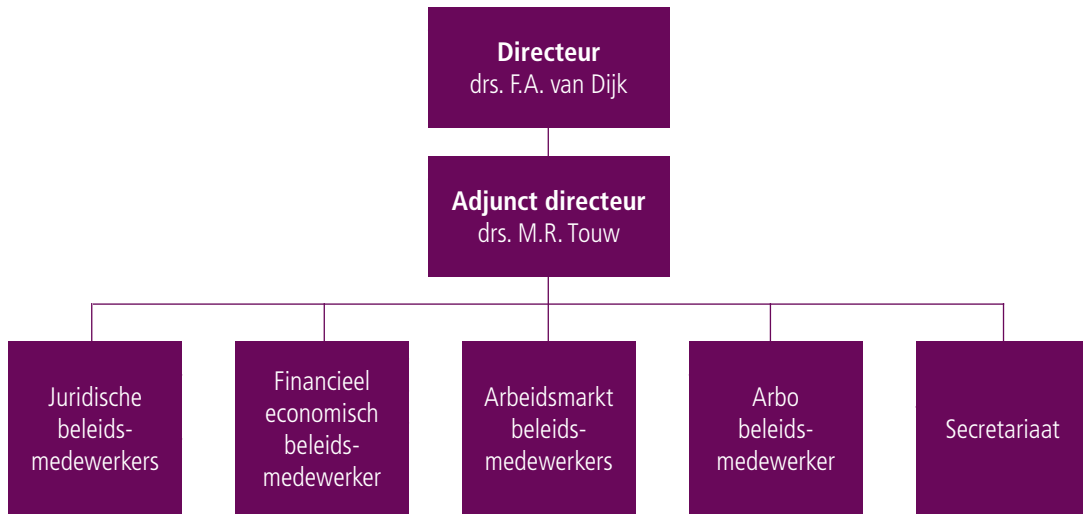 Directeur
drs. F.A. van Dijk
Adjunct directeur
drs. M.R. Touw
Juridische
beleids-
medewerkers
Financieel
economisch
beleids-
medewerker
Arbeidsmarkt
beleids-
medewerkers
Arbo
beleids-
medewerker
Secretariaat